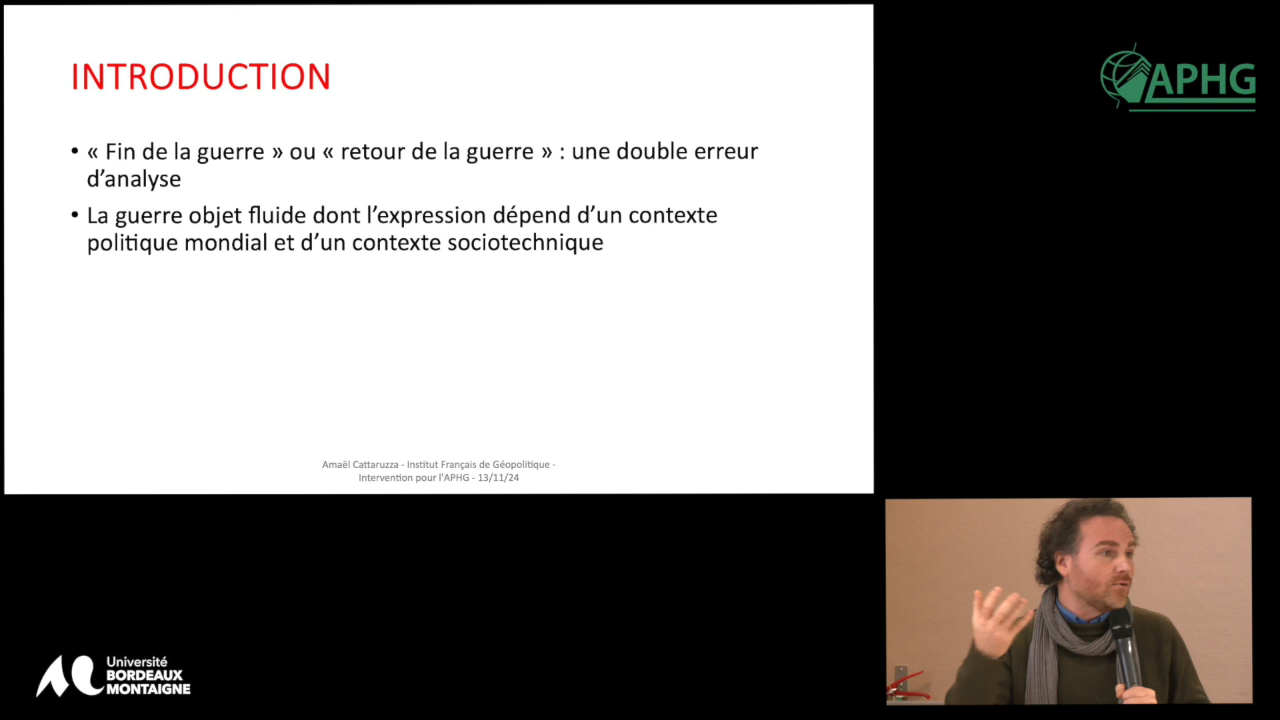 INTRODUCTION
• « Fin de la guerre » ou « retour de la guerre » : une double erreur
d’analyse
• La guerre objet fluide dont l’expression dépend d’un contexte
politique mondial et d’un contexte sociotechnique
Amaël Cattaruzza - Institut Français de Géopolitique -
Intervention pour l'APHG - 13/11/24
APHG
Université
BORDEAUX
MONTAIGNE